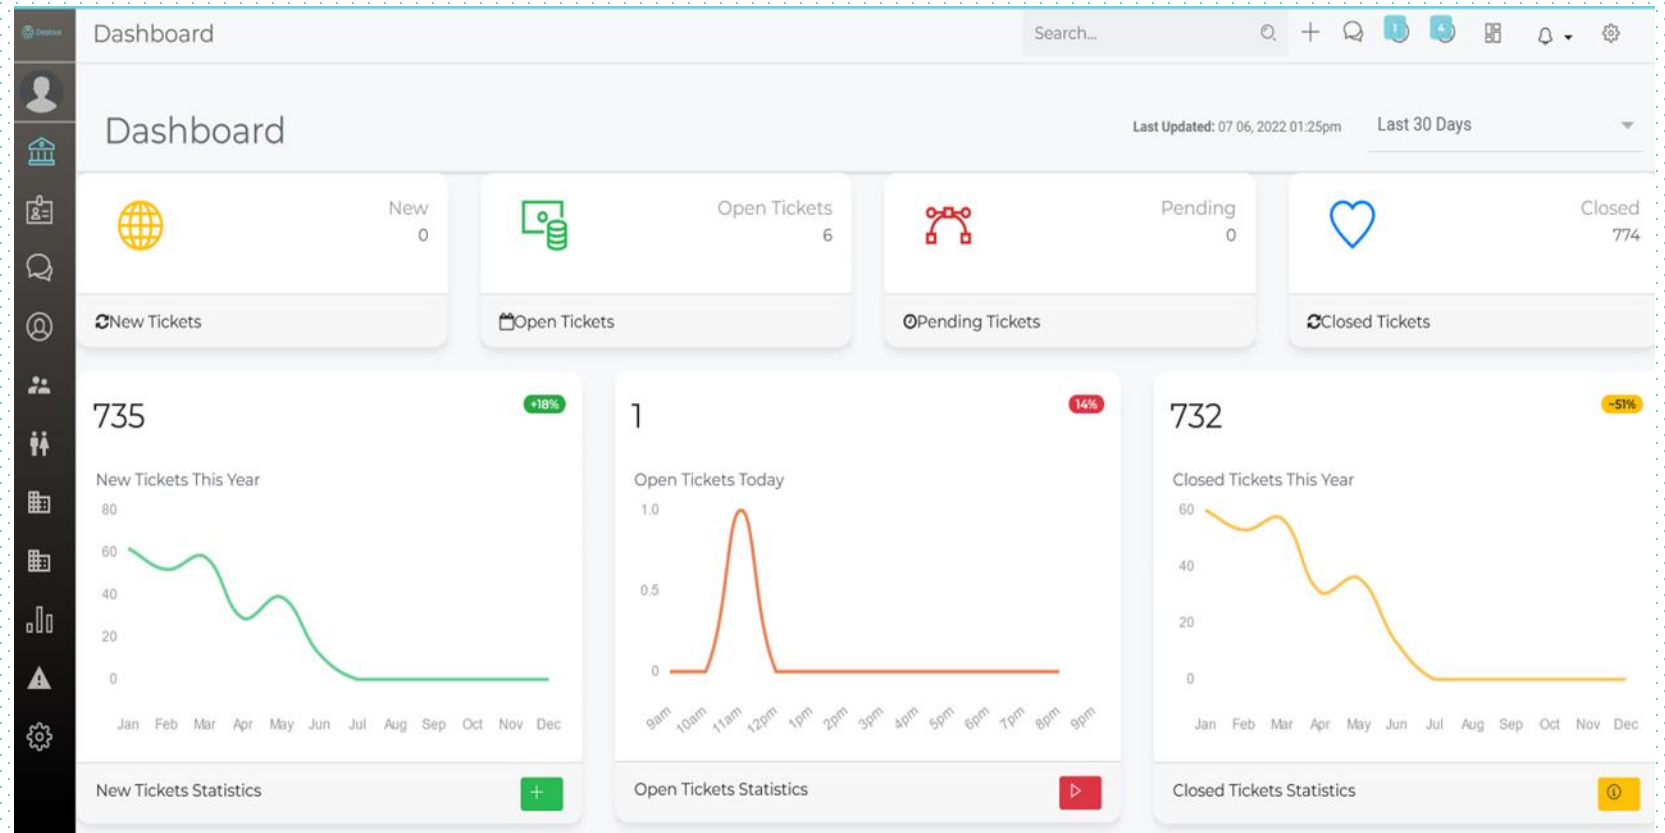 Dashboard
Search...
1
4
Dashboard
Last Updated: 07 06, 2022 01:25pm
Last 30 Days
New
0
New Tickets
Open Tickets
6
Open Tickets
Pending
0
Pending Tickets
Closed
774
Closed Tickets
735
+18%
New Tickets This Year
80
60
40
20
0
Jan Feb Mar Apr May Jun Jul Aug Sep Oct Nov Dec
New Tickets Statistics
1
14%
Open Tickets Today
1.0
0.5
0
9am 10am 11am 12pm 1pm 2pm 3pm 4pm 5pm 6pm 7pm 8pm 9pm
Open Tickets Statistics
732
~51%
Closed Tickets This Year
60
40
20
0
Jan Feb Mar Apr May Jun Jul Aug Sep Oct Nov Dec
Closed Tickets Statistics